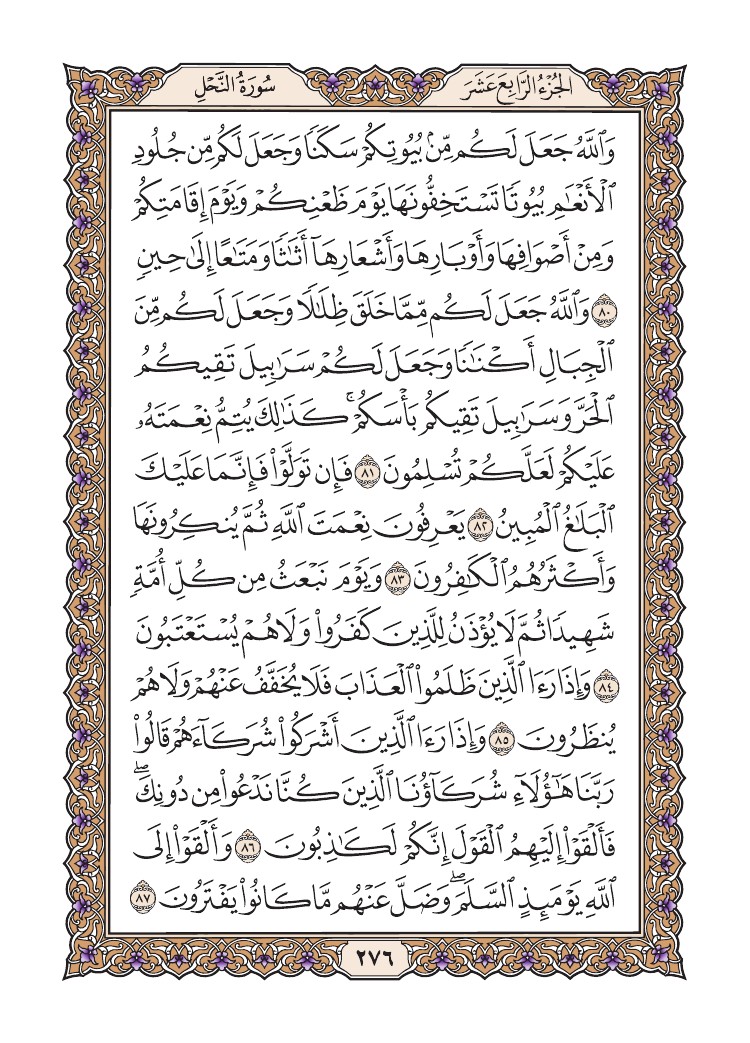 الجُزْءُ الرَّابِعَ عَشَرَ
سُورَةُ النَّحْلِ
وَٱللَّهُ جَعَلَ لَكُم مِّنۢ بُيُوتِكُمْ سَكَنًا وَجَعَلَ لَكُم مِّن جُلُودِ
ٱلْأَنْعَٰمِ بُيُوتًا تَسْتَخِفُّونَهَا يَوْمَ ظَعْنِكُمْ وَيَوْمَ إِقَامَتِكُمْ
وَمِنْ أَصْوَافِهَا وَأَوْبَارِهَا وَأَشْعَارِهَآ أَثَٰثًا وَمَتَٰعًا إِلَىٰ حِينٍ
٨٠ وَٱللَّهُ جَعَلَ لَكُم مِّمَّا خَلَقَ ظِلَٰلًا وَجَعَلَ لَكُم مِّنَ
ٱلْجِبَالِ أَكْنَٰنًا وَجَعَلَ لَكُمْ سَرَٰبِيلَ تَقِيكُمُ
ٱلْحَرَّ وَسَرَٰبِيلَ تَقِيكُم بَأْسَكُمْ ۚ كَذَٰلِكَ يُتِمُّ نِعْمَتَهُۥ
عَلَيْكُمْ لَعَلَّكُمْ تُسْلِمُونَ ٨١ فَإِن تَوَلَّوْا۟ فَإِنَّمَا عَلَيْكَ
ٱلْبَلَٰغُ ٱلْمُبِينُ ٨٢ يَعْرِفُونَ نِعْمَتَ ٱللَّهِ ثُمَّ يُنكِرُونَهَا
وَأَكْثَرُهُمُ ٱلْكَٰفِرُونَ ٨٣ وَيَوْمَ نَبْعَثُ مِن كُلِّ أُمَّةٍ
شَهِيدًا ثُمَّ لَا يُؤْذَنُ لِلَّذِينَ كَفَرُوا۟ وَلَا هُمْ يُسْتَعْتَبُونَ
٨٤ وَإِذَا رَءَا ٱلَّذِينَ ظَلَمُوا۟ ٱلْعَذَابَ فَلَا يُخَفَّفُ عَنْهُمْ وَلَا هُمْ
يُنظَرُونَ ٨٥ وَإِذَا رَءَا ٱلَّذِينَ أَشْرَكُوا۟ شُرَكَآءَهُمْ قَالُوا۟
رَبَّنَا هَٰٓؤُلَآءِ شُرَكَآؤُنَا ٱلَّذِينَ كُنَّا نَدْعُوا۟ مِن دُونِكَ ۖ
فَأَلْقَوْا۟ إِلَيْهِمُ ٱلْقَوْلَ إِنَّكُمْ لَكَٰذِبُونَ ٨٦ وَأَلْقَوْا۟ إِلَى
ٱللَّهِ يَوْمَئِذٍ ٱلسَّلَمَ ۖ وَضَلَّ عَنْهُم مَّا كَانُوا۟ يَفْتَرُونَ ٨٧
٢٧٦